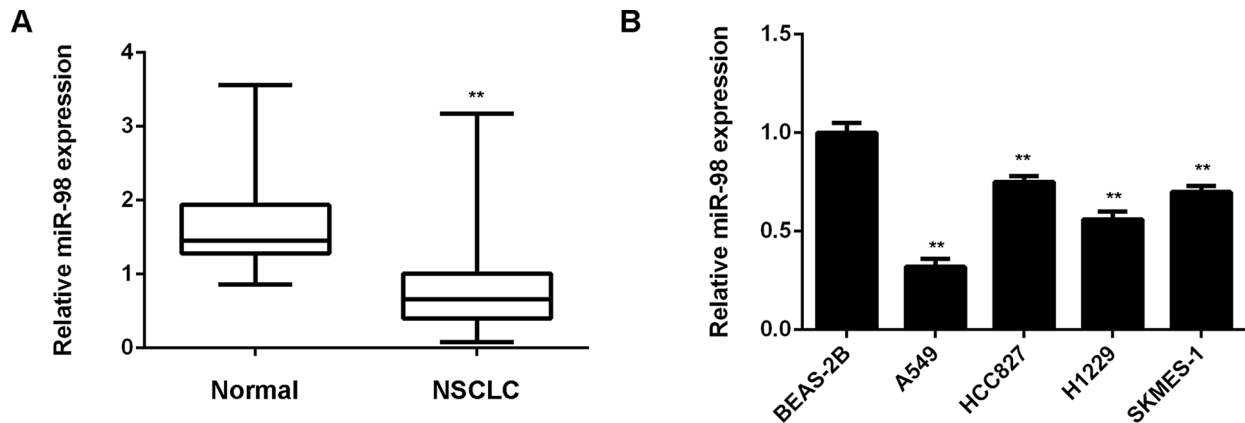 A
Relative miR-98 expression
4
3
2
1
0
**
Normal
NSCLC
B
Relative miR-98 expression
1.5
1.0
0.5
0.0
**
**
**
**
BEAS-2B
A549
HCC827
H1229
SKMES-1